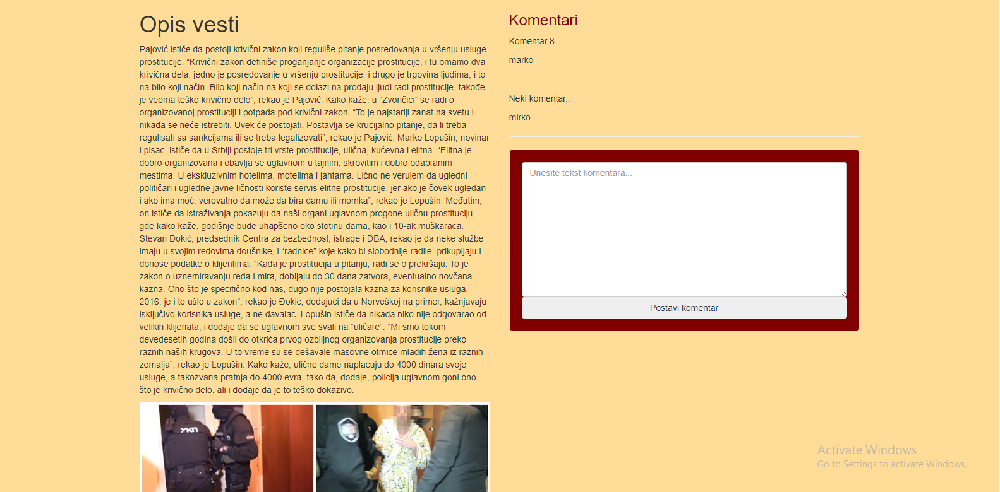 Opis vesti
Pajović ističe da postoji krivični zakon koji reguliše pitanje posredovanja u vršenju usluge
prostitucije. “Krivični zakon definiše proganjanje organizacije prostitucije, i tu omamo dva
krivična dela, jedno je posredovanje u vršenju prostitucije, i drugo je trgovina ljudima, i to
na bilo koji način. Bilo koji način na koji se dolazi na prodaju ljudi radi prostitucije, takođe
je veoma teško krivično delo”, rekao je Pajović. Kako kaže, u “Zvončici” se radi o
organizovanoj prostituciji i potpada pod krivični zakon. “To je najstariji zanat na svetu i
nikada se neće istrebiti. Uvek će postojati. Postavlja se krucijalno pitanje, da li treba
regulisati sa sankcijama ili se treba legalizovati”, rekao je Pajović. Marko Lopušin, novinar
i pisac, ističe da u Srbiji postoje tri vrste prostitucije, ulična, kućevna i elitna. “Elitna je
dobro organizovana i obavlja se uglavnom u tajnim, skrovitim i dobro odabranim
mestima. U ekskluzivnim hotelima, motelima i jahtama. Lično ne verujem da ugledni
političari i ugledne javne ličnosti koriste servis elitne prostitucije, jer ako je čovek ugledan
i ako ima moć, verovatno da može da bira damu ili momka”, rekao je Lopušin. Međutim,
on ističe da istraživanja pokazuju da naši organi uglavnom progone uličnu prostituciju,
gde kako kaže, godišnje bude uhapšeno oko stotinu dama, kao i 10-ak muškaraca.
Stevan Đokić, predsednik Centra za bezbednost, istrage i DBA, rekao je da neke službe
imaju u svojim redovima doušnike, i “radnice” koje kako bi slobodnije radile, prikupljaju i
donose podatke o klijentima. “Kada je prostitucija u pitanju, radi se o prekršaju. To je
zakon o uznemiravanju reda i mira, dobijaju do 30 dana zatvora, eventualno novčana
kazna. Ono što je specifično kod nas, dugo nije postojala kazna za korisnike usluga,
2016. je i to ušlo u zakon”, rekao je Đokić, dodajući da u Norveškoj na primer, kažnjavaju
isključivo korisnika usluge, a ne davalac. Lopušin ističe da nikada niko nije odgovarao od
velikih klijenata, i dodaje da se uglavnom sve svali na “uličare”. “Mi smo tokom
devedesetih godina došli do otkrića prvog ozbiljnog organizovanja prostitucije preko
raznih naših krugova. U to vreme su se dešavale masovne otmice mladih žena iz raznih
zemalja”, rekao je Lopušin. Kako kaže, ulične dame naplaćuju do 4000 dinara svoje
usluge, a takozvana pratnja do 4000 evra, tako da, dodaje, policija uglavnom goni ono
što je krivično delo, ali i dodaje da je to teško dokazivo.
УКП
Komentari
Komentar 8
marko
Neki komentar..
mirko
Unesite tekst komentara...
Postavi komentar
Activate Windows
Go to Settings to activate Windows.